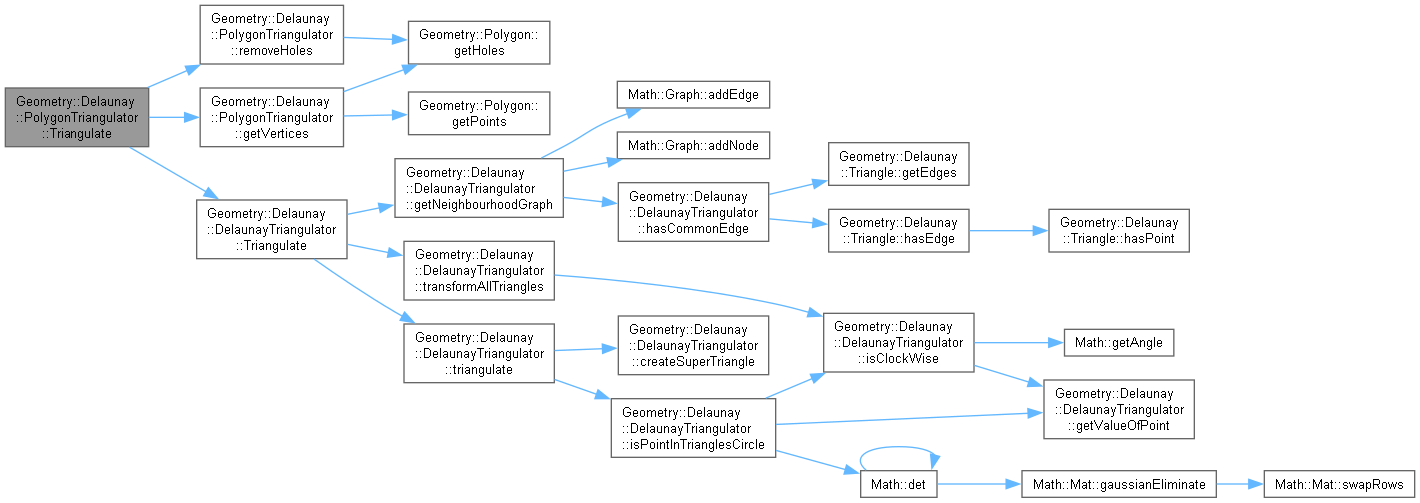 Geometry::Delaunay
::PolygonTriangulator
::Triangulate
Geometry::Delaunay
::PolygonTriangulator
::removeHoles
Geometry::Polygon::
getHoles
Geometry::Delaunay
::PolygonTriangulator
::getVertices
Geometry::Polygon::
getPoints
Geometry::Delaunay
::DelaunayTriangulator
::Triangulate
Geometry::Delaunay
::DelaunayTriangulator
::getNeighbourhoodGraph
Math::Graph::addEdge
Math::Graph::addNode
Geometry::Delaunay
::DelaunayTriangulator
::hasCommonEdge
Geometry::Delaunay
::Triangle::getEdges
Geometry::Delaunay
::Triangle::hasEdge
Geometry::Delaunay
::Triangle::hasPoint
Geometry::Delaunay
::DelaunayTriangulator
::transformAllTriangles
Geometry::Delaunay
::DelaunayTriangulator
::triangulate
Geometry::Delaunay
::DelaunayTriangulator
::createSuperTriangle
Geometry::Delaunay
::DelaunayTriangulator
::isPointInTrianglesCircle
Geometry::Delaunay
::DelaunayTriangulator
::isClockWise
Math::getAngle
Geometry::Delaunay
::DelaunayTriangulator
::getValueOfPoint
Math::det
Math::Mat::gaussianEliminate
Math::Mat::swapRows